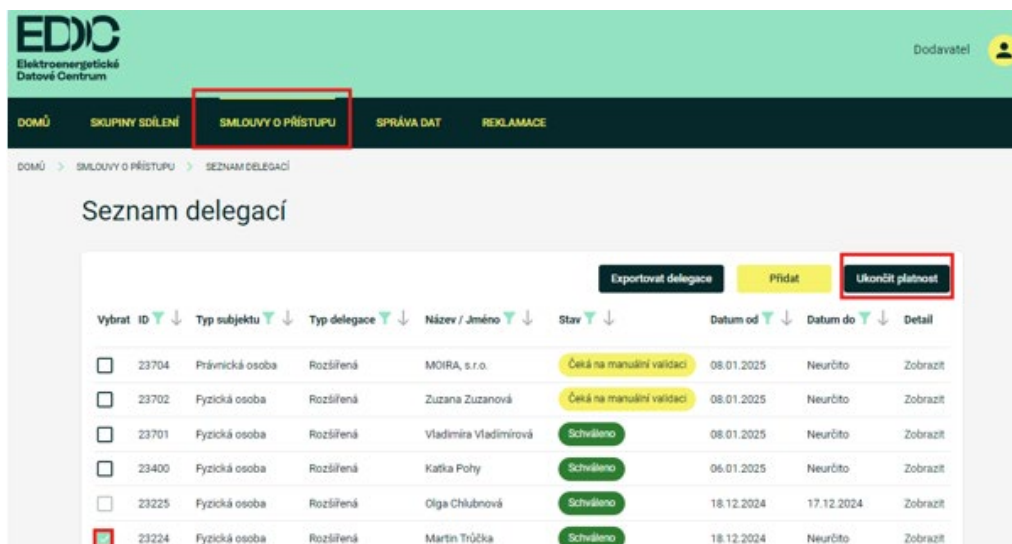 EDC
Elektroenergetické
Datové Centrum
Dodavatel
DOMŮ SKUPINY SDÍLENÍ SMLOUVY O PŘÍSTUPU SPRÁVA DAT REKLAMACE
DOMŮ > SMLOUVY O PŘÍSTUPU > SEZNAM DELEGACÍ
Seznam delegací
Exportovat delegace Přidat Ukončit platnost
Vybrat ID Typ subjektu Typ delegace Název / Jméno Stav Datum od Datum do Detail
23704 Právnická osoba Rozšířená MOIRA, s.r.o. Čeká na manuální validaci 08.01.2025 Neurčito Zobrazit
23702 Fyzická osoba Rozšířená Zuzana Zuzanová Čeká na manuální validaci 08.01.2025 Neurčito Zobrazit
23701 Fyzická osoba Rozšířená Vladimíra Vladimírová Schváleno 08.01.2025 Neurčito Zobrazit
23400 Fyzická osoba Rozšířená Katka Pohy Schváleno 06.01.2025 Neurčito Zobrazit
23225 Fyzická osoba Rozšířená Olga Chlubnová Schváleno 18.12.2024 17.12.2024 Zobrazit
23224 Fyzická osoba Rozšířená Martin Trůčka Schváleno 18.12.2024 Neurčito Zobrazit